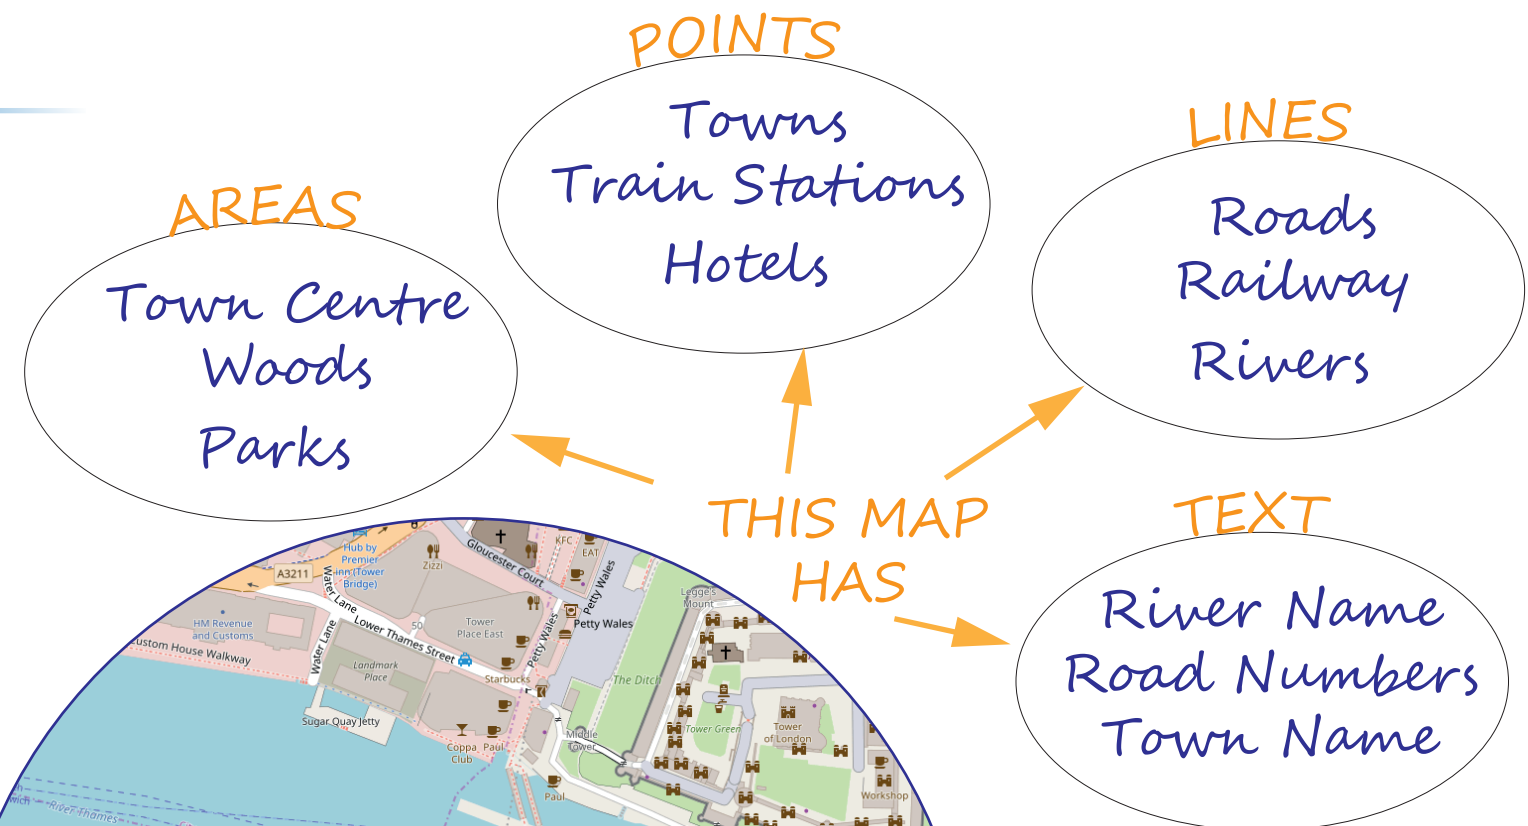 POINTS
Towns
Train Stations
Hotels
LINES
Roads
Railway
Rivers
AREAS
Town Centre
Woods
Parks
THIS MAP
HAS
TEXT
River Name
Road Numbers
Town Name
Hub by
Premier
Inn (Tower
Bridge)
A3211
Zizzi
Gloucester Court
KFC
EAT
Petty Wales
Petty Wales
Petty Wales
Legge's
Mount
HM Revenue
and Customs
Water Lane
Water Lane
Lower Thames Street
50
Tower
Place East
ustom House Walkway
Landmark
Place
Starbucks
The Ditch
Sugar Quay Jetty
Coppa
Club
Paul
Middle
Tower
Tower Green
Tower
of London
Paul
Workshop
River Thames